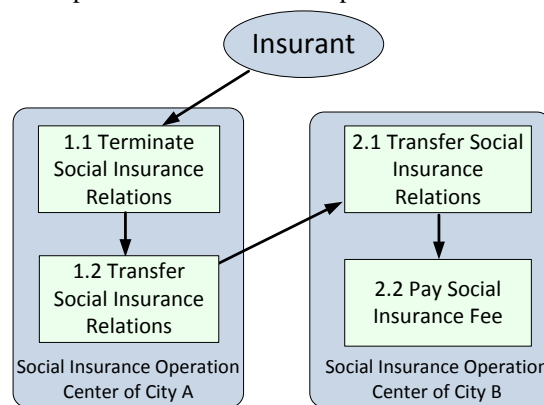 Insurant
1.1 Terminate
Social Insurance
Relations
1.2 Transfer
Social Insurance
Relations
Social Insurance Operation
Center of City A
2.1 Transfer Social
Insurance
Relations
2.2 Pay Social
Insurance Fee
Social Insurance Operation
Center of City B